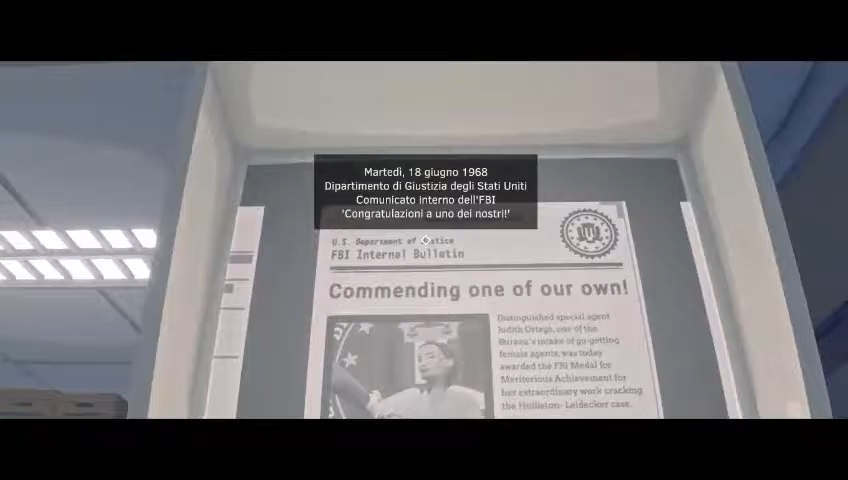 Martedì, 18 giugno 1968
Dipartimento di Giustizia degli Stati Uniti
Comunicato interno dell'FBI
'Congratulazioni a uno dei nostri!'
U.S. Department of Justice
FBI Internal Bulletin
Commending one of our own!
Distinguished special agent
Judith Ortega, one of the
Bureau's intake of go-getting
female agents, was today
awarded the FBI Medal for
Meritorious Achievement for
her extraordinary work cracking
the Hollister- Leidecker case.